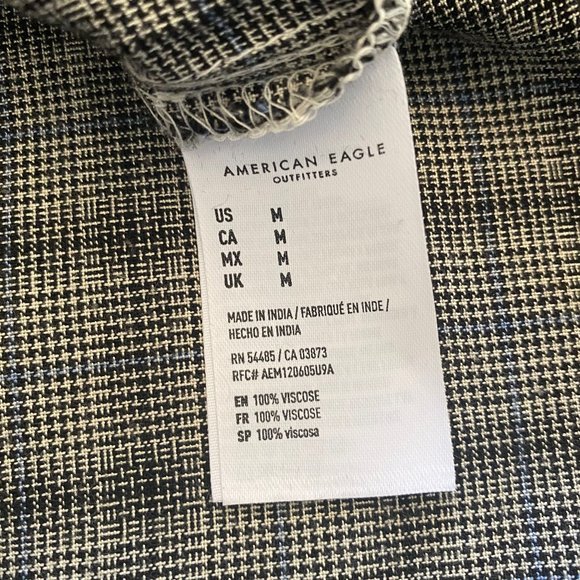 AMERICAN EAGLE
OUTFITTERS
US M
CA M
MX M
UK M
MADE IN INDIA / FABRIQUÉ EN INDE /
HECHO EN INDIA
RN 54485 / CA 03873
RFC# AEM120605U9A
EN 100% VISCOSE
FR 100% VISCOSE
SP 100% viscosa